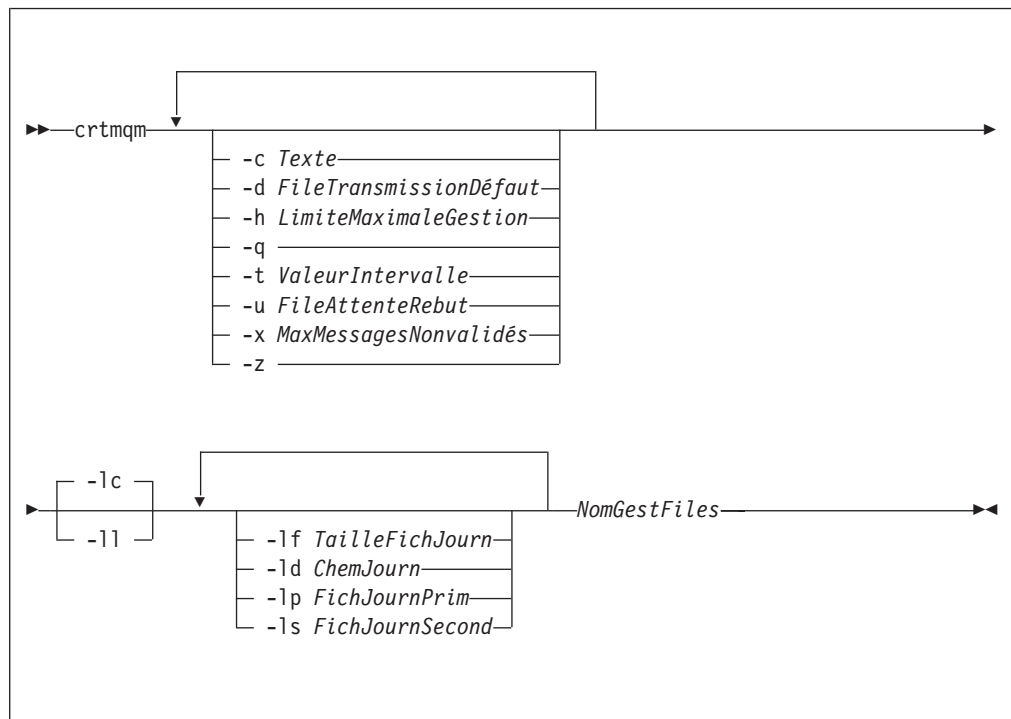 crtmqm
-c Texte
-d FileTransmissionDéfaut
-h LimiteMaximaleGestion
-q
-t ValeurIntervalle
-u FileAttenteRebut
-x MaxMessagesNonvalidés
-z
-lc
-ll
-lf TailleFichJourn
-ld ChemJourn
-lp FichJournPrim
-ls FichJournSecond
NomGestFiles